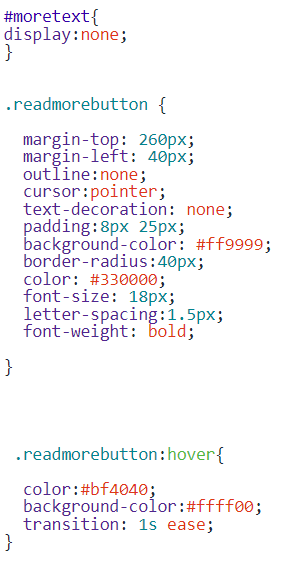 #moretext{
display:none;
}
.readmorebutton {
margin-top: 260px;
margin-left: 40px;
outline:none;
cursor:pointer;
text-decoration: none;
padding:8px 25px;
background-color: #ff9999;
border-radius:40px;
color: #330000;
font-size: 18px;
letter-spacing:1.5px;
font-weight: bold;
}
.readmorebutton:hover{
color:#bf4040;
background-color:#ffff00;
transition: 1s ease;
}